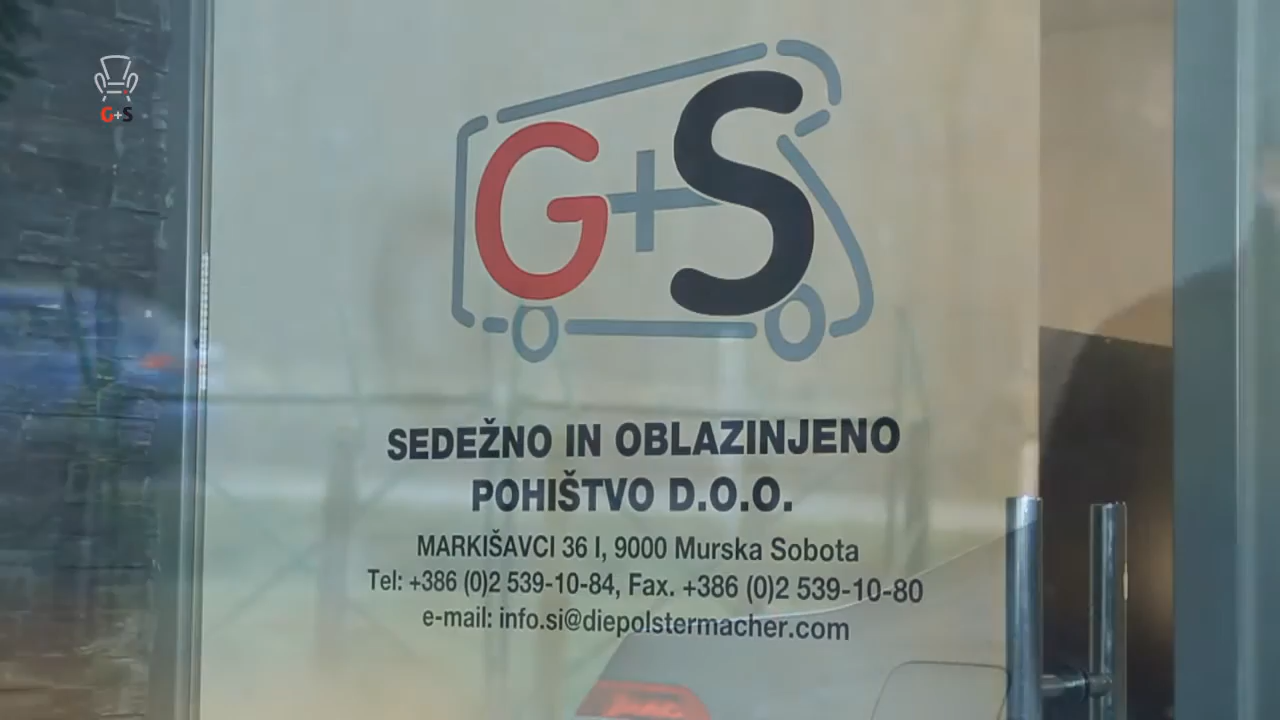 G+S
G+S
SEDEŽNO IN OBLAZINJENO
POHIŠTVO D.O.O.
MARKIŠAVCI 36 I, 9000 Murska Sobota
Tel: +386 (0)2 539-10-84, Fax. +386 (0)2 539-10-80
e-mail: info.si@diepolstermacher.com